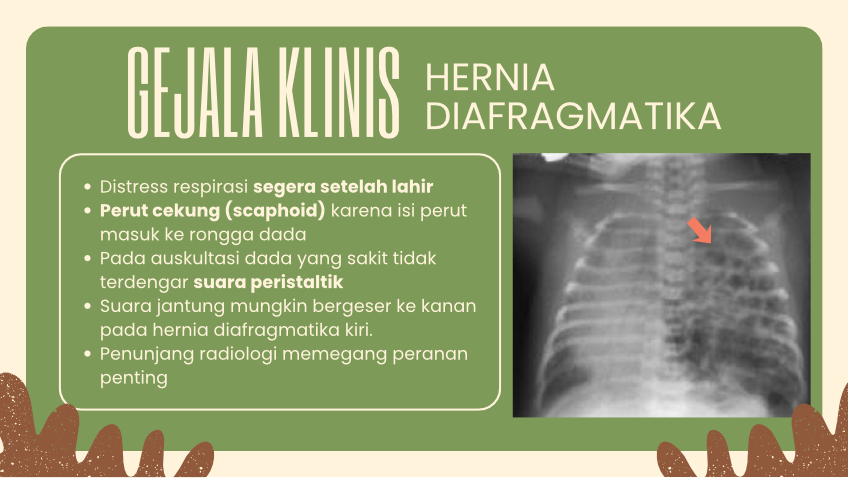 GEJALA KLINIS
HERNIA
DIAFRAGMATIKA
• Distress respirasi segera setelah lahir
• Perut cekung (scaphoid) karena isi perut
masuk ke rongga dada
• Pada auskultasi dada yang sakit tidak
terdengar suara peristaltik
• Suara jantung mungkin bergeser ke kanan
pada hernia diafragmatika kiri.
• Penunjang radiologi memegang peranan
penting